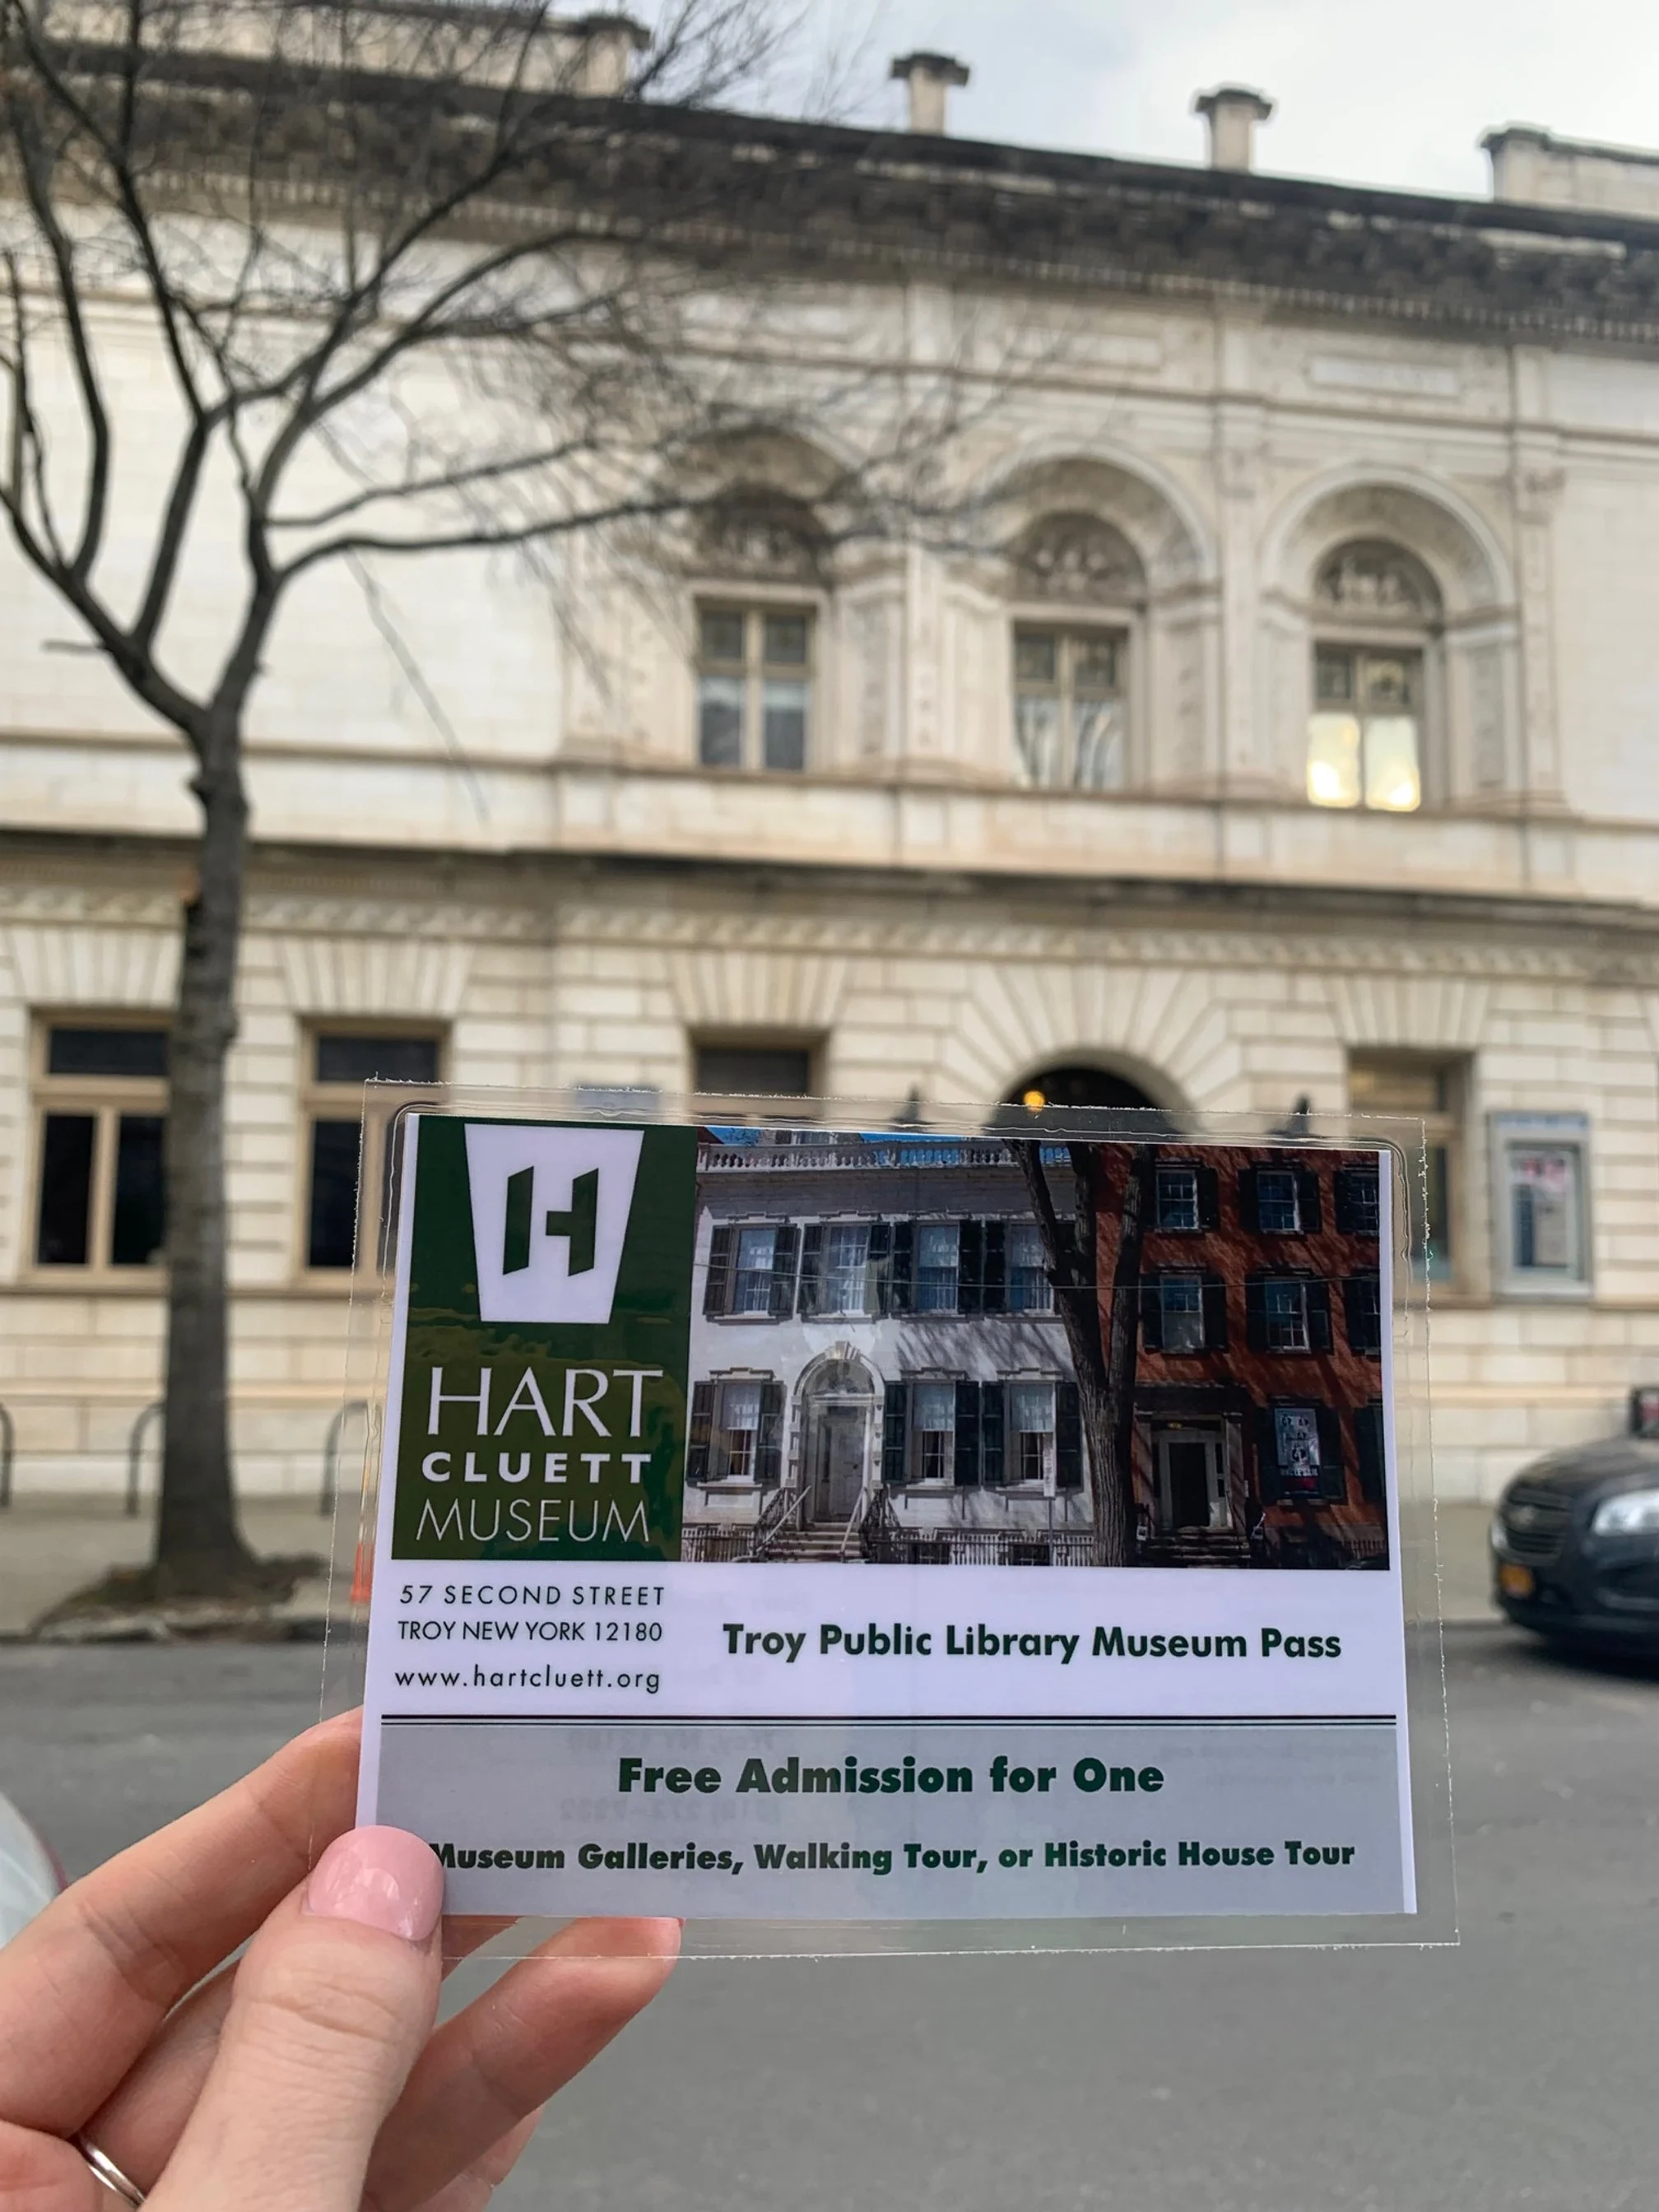 H
HART
CLUETT
MUSEUM
57 SECOND STREET
TROY NEW YORK 12180
www.hartcluett.org
Troy Public Library Museum Pass
Free Admission for One
Museum Galleries, Walking Tour, or Historic House Tour